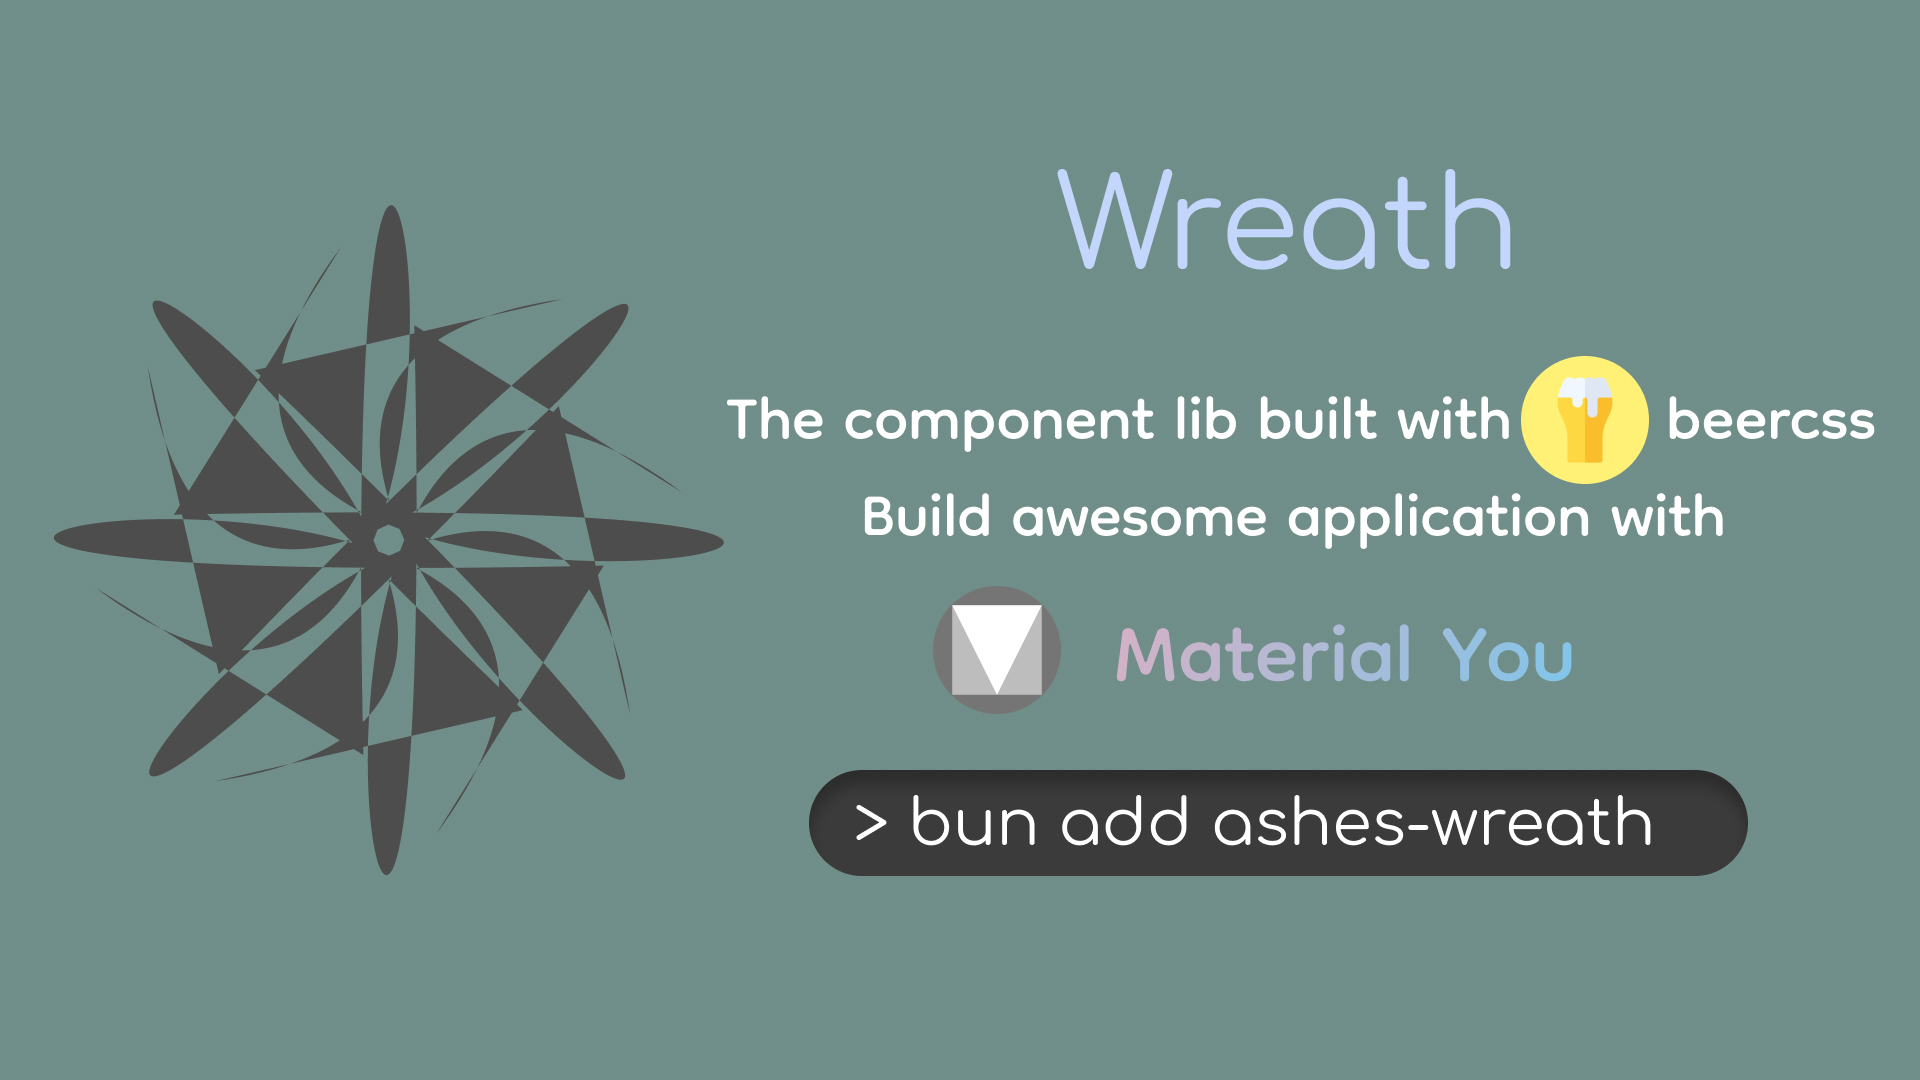 Wreath
The component lib built with beercss
Build awesome application with
Material You
> bun add ashes-wreath